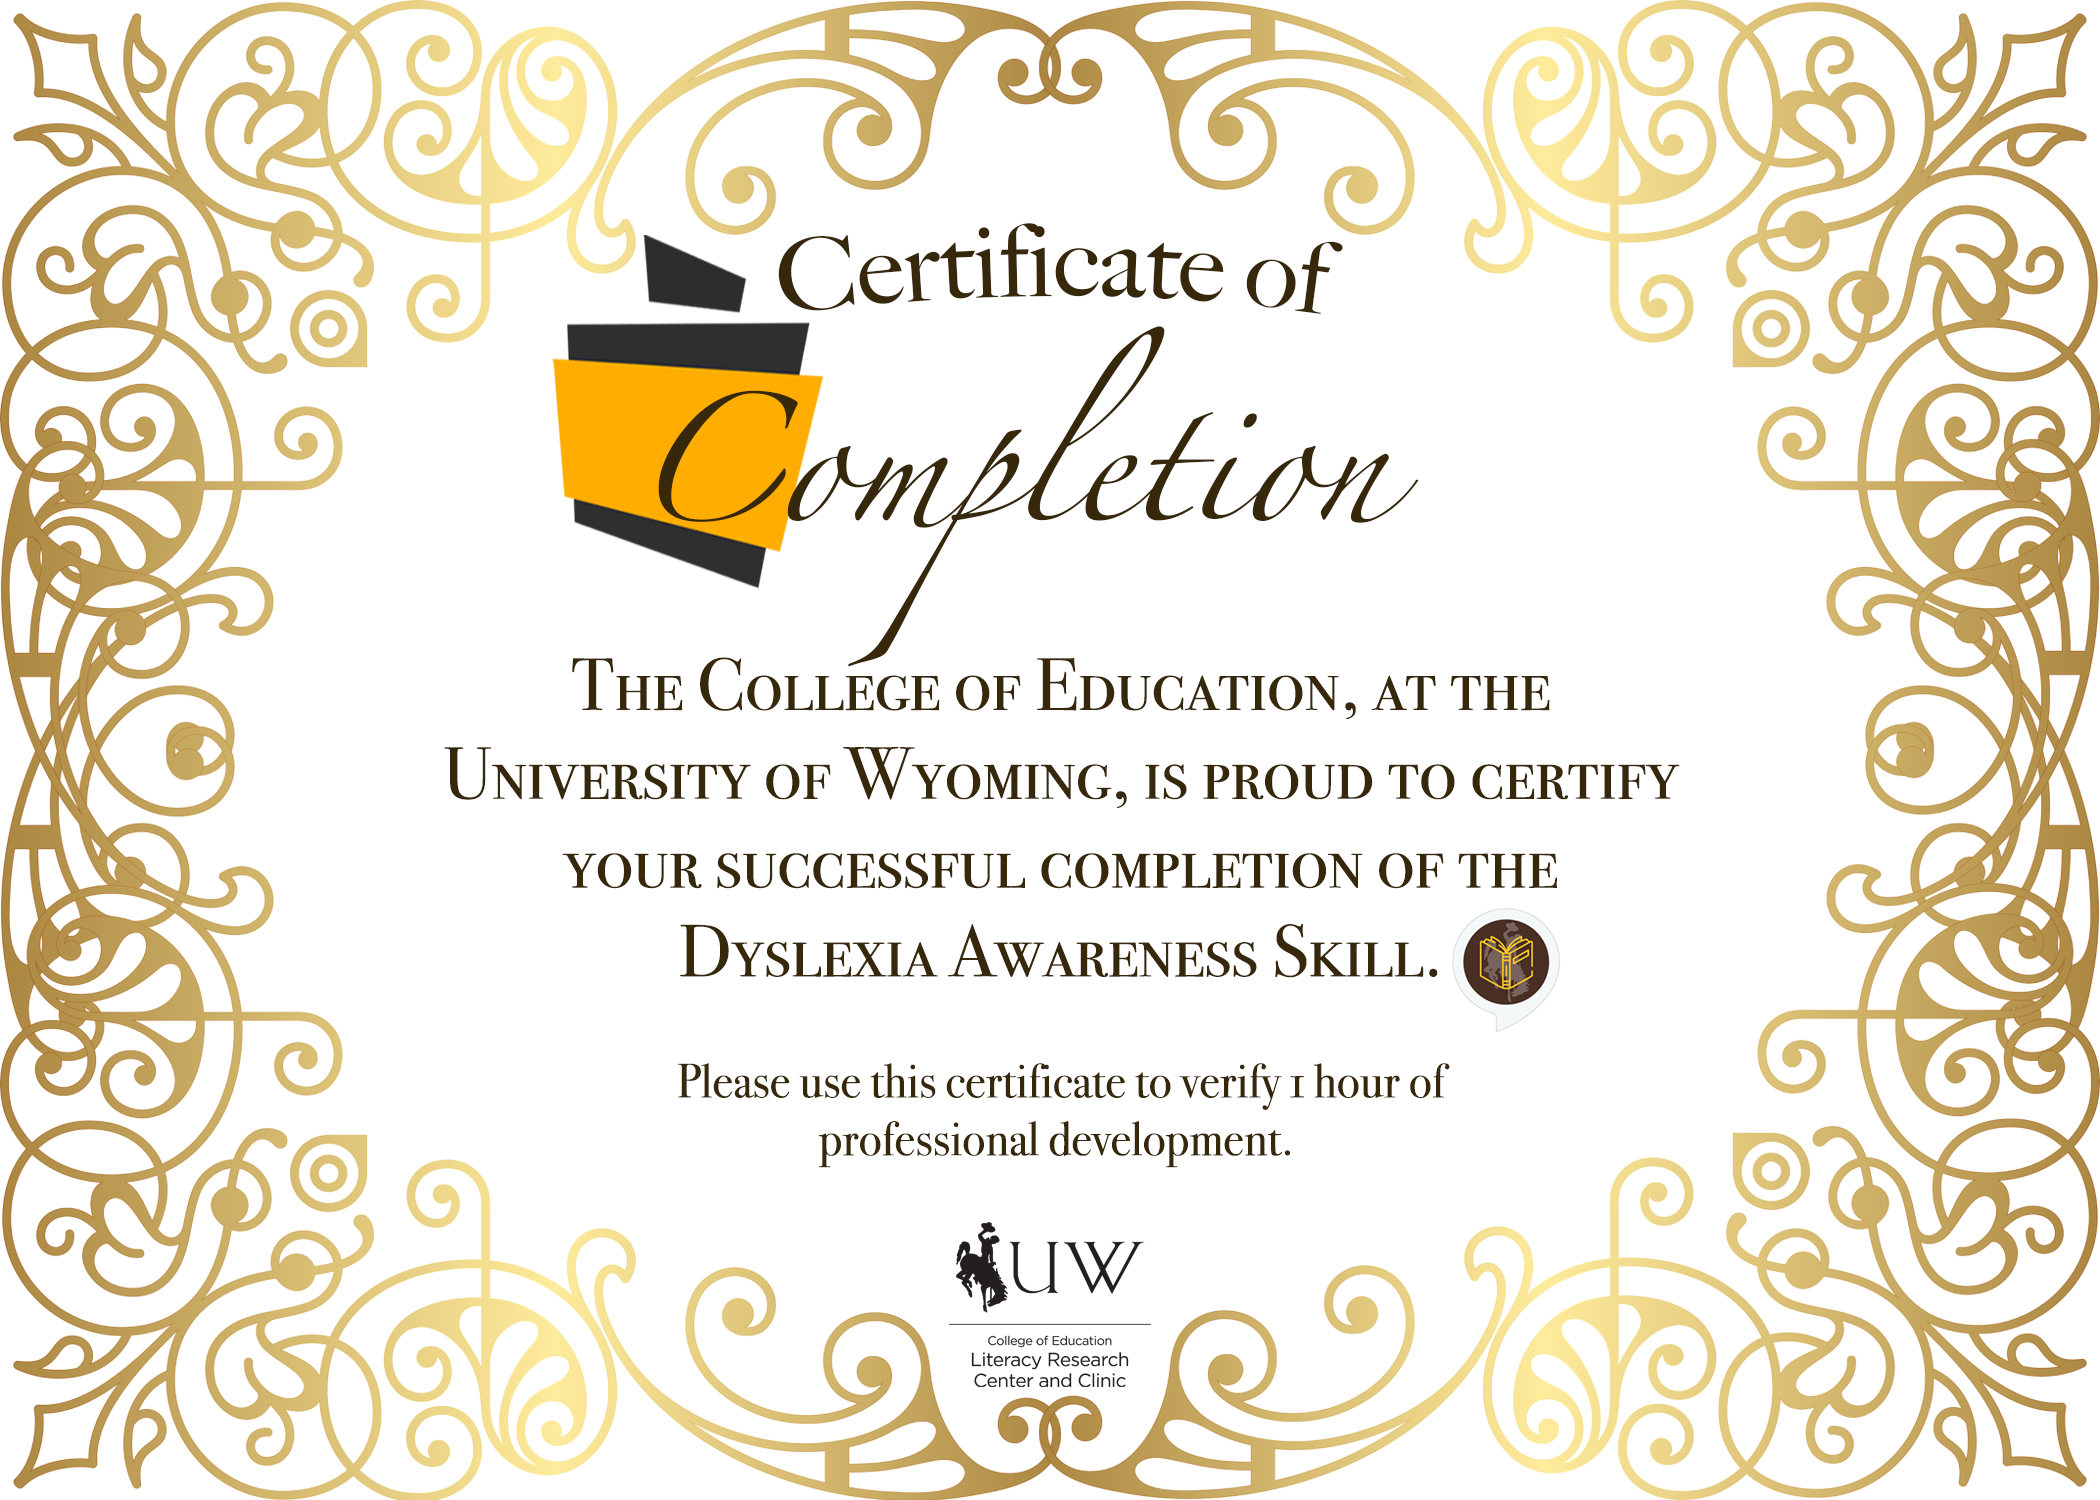 Certificate of
Completion
The College of Education, at the
University of Wyoming, is proud to certify
your successful completion of the
Dyslexia Awareness Skill.
Please use this certificate to verify 1 hour of
professional development.
UW
College of Education
Literacy Research
Center and Clinic